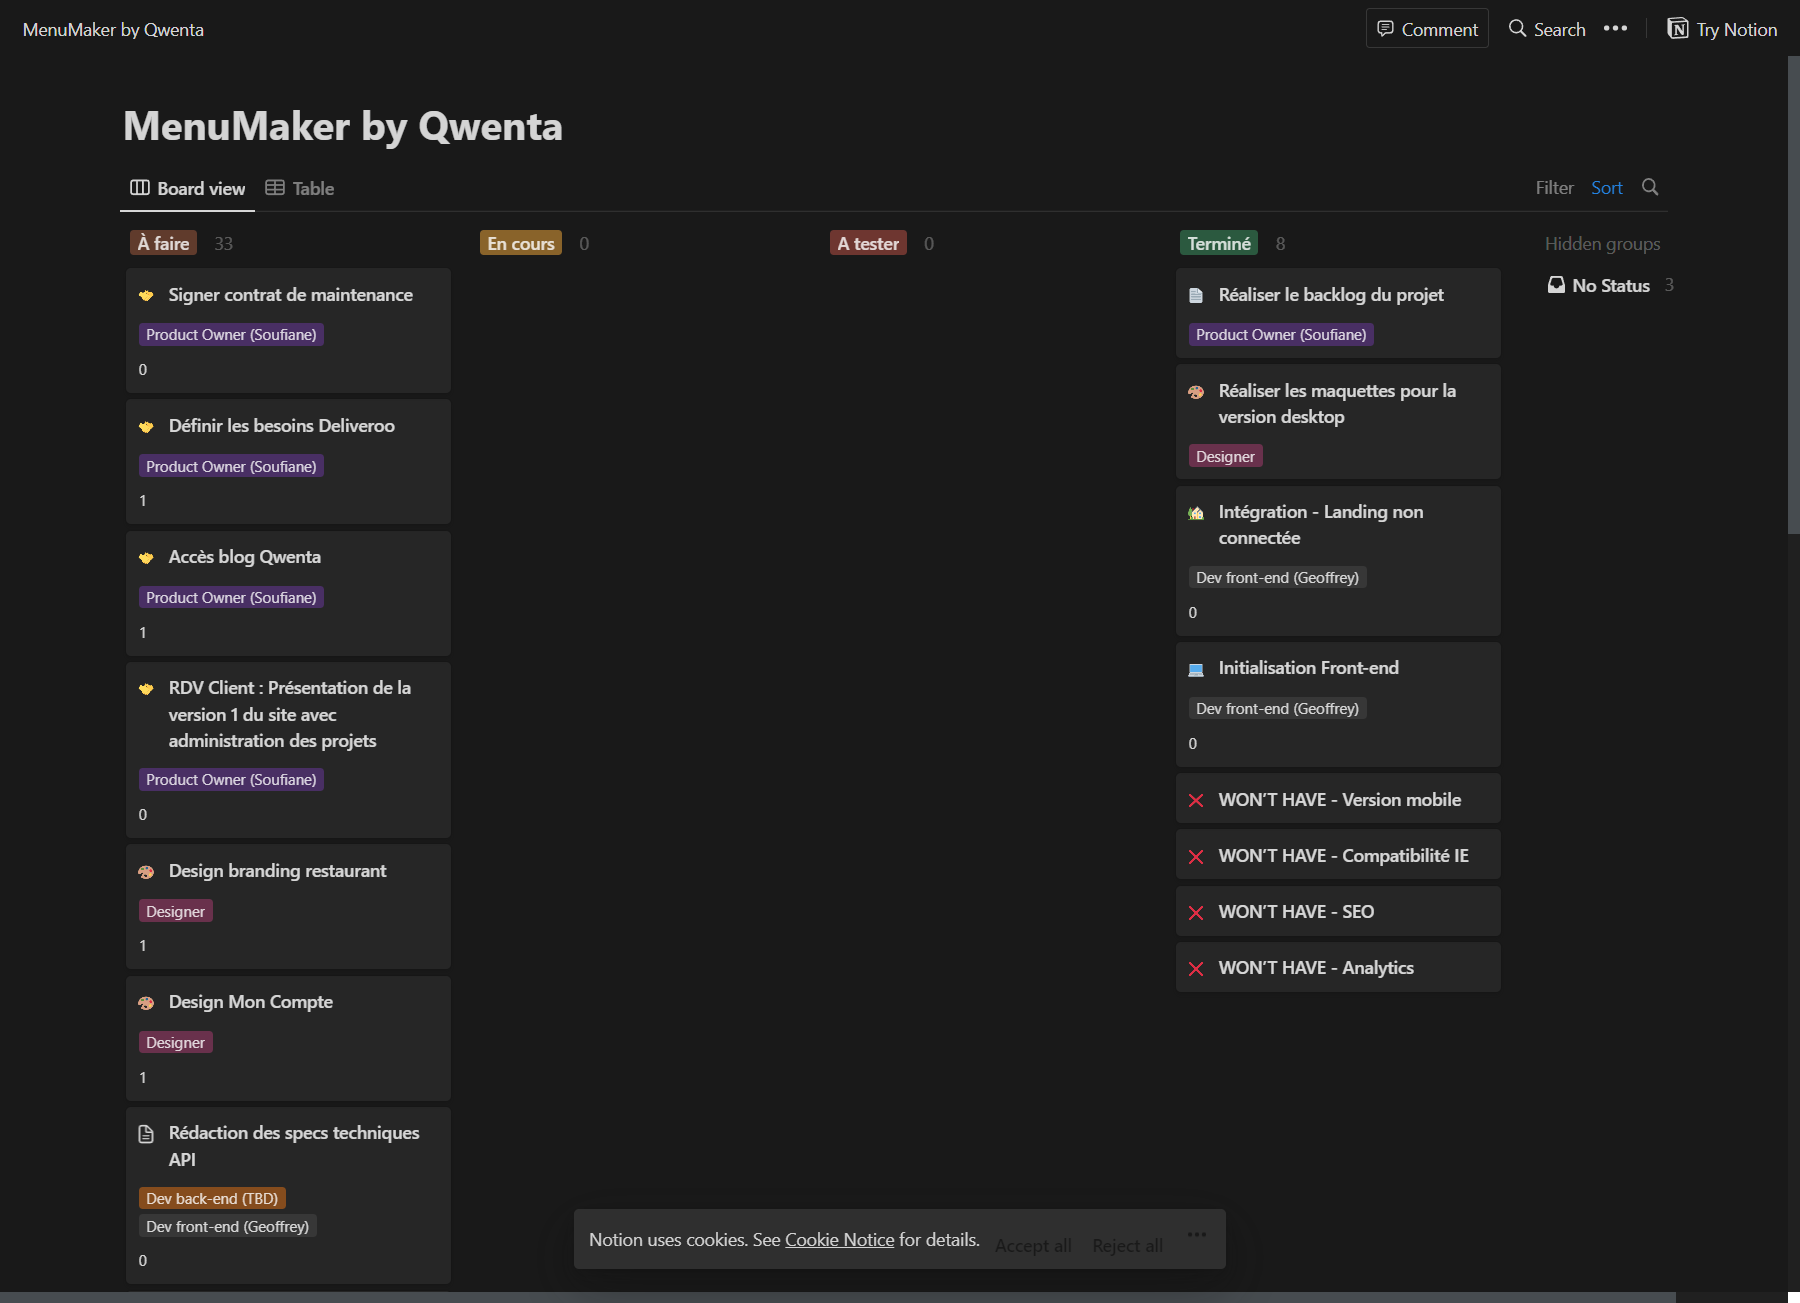 MenuMaker by Qwenta
Comment
Search
Try Notion
MenuMaker by Qwenta
Board view
Table
Filter
Sort
À faire 33
Signer contrat de maintenance
Product Owner (Soufiane)
0
Définir les besoins Deliveroo
Product Owner (Soufiane)
1
Accès blog Qwenta
Product Owner (Soufiane)
1
RDV Client : Présentation de la
version 1 du site avec
administration des projets
Product Owner (Soufiane)
0
Design branding restaurant
Designer
1
Design Mon Compte
Designer
1
Rédaction des specs techniques
API
Dev back-end (TBD)
Dev front-end (Geoffrey)
0
En cours 0
A tester 0
Terminé 8
Réaliser le backlog du projet
Product Owner (Soufiane)
Réaliser les maquettes pour la
version desktop
Designer
Intégration - Landing non
connectée
Dev front-end (Geoffrey)
0
Initialisation Front-end
Dev front-end (Geoffrey)
0
WON'T HAVE - Version mobile
WON'T HAVE - Compatibilité IE
WON'T HAVE - SEO
WON'T HAVE - Analytics
Hidden groups
No Status 3
Notion uses cookies. See Cookie Notice for details.
Accept all
Reject all